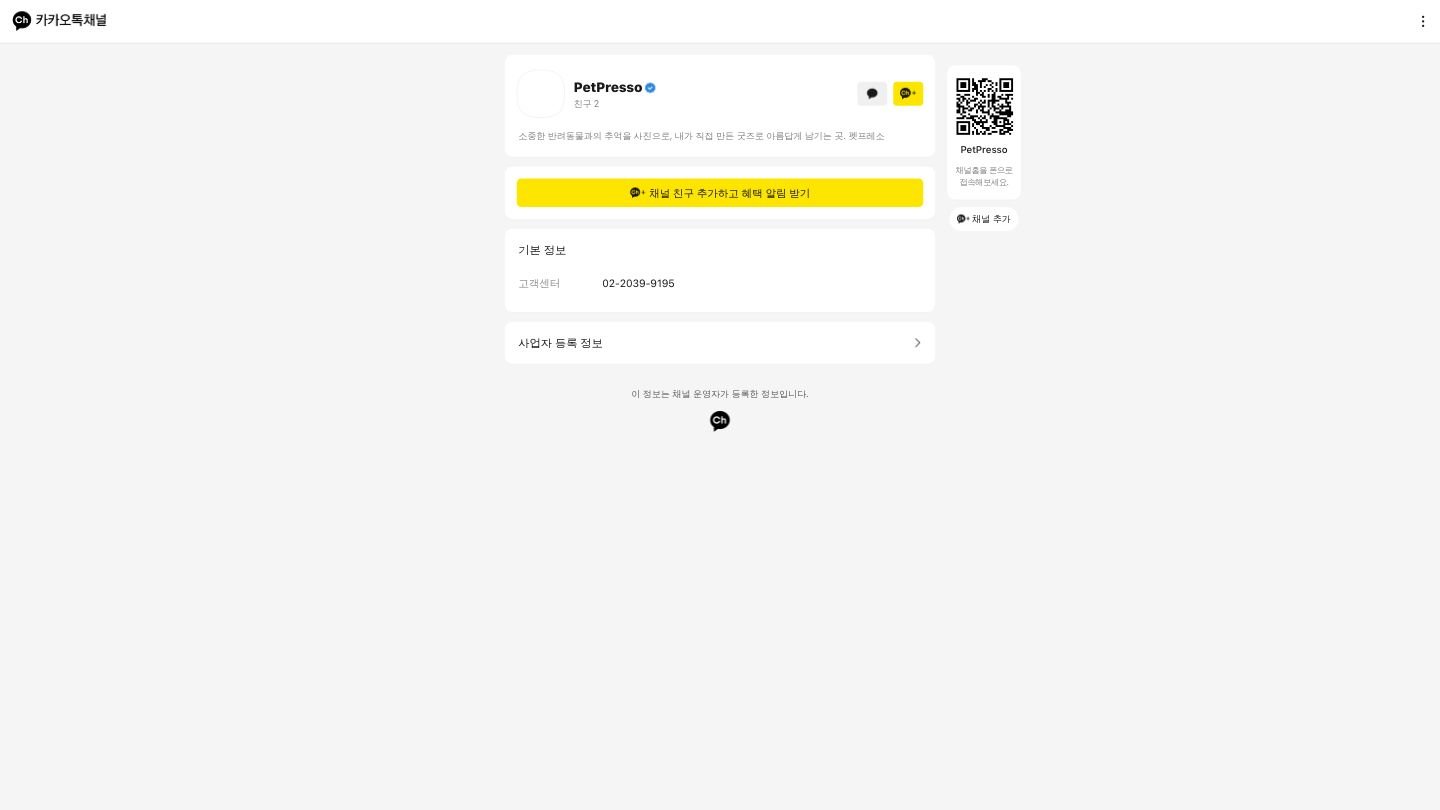 Ch 카카오톡채널
PetPresso
친구 2
Ch+
소중한 반려동물과의 추억을 사진으로, 내가 직접 만든 굿즈로 아름답게 남기는 곳. 펫프레소
Ch+ 채널 친구 추가하고 혜택 알림 받기
기본 정보
고객센터 02-2039-9195
사업자 등록 정보
이 정보는 채널 운영자가 등록한 정보입니다.
Ch
PetPresso
채널홈을 폰으로
접속해보세요.
Ch+ 채널 추가